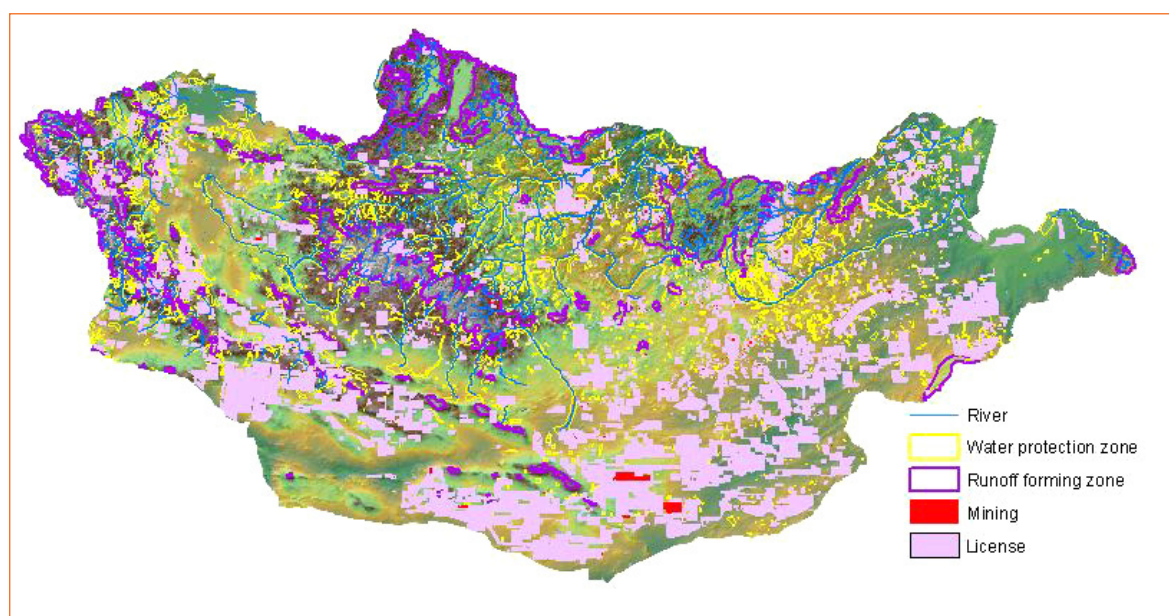 River
Water protection zone
Runoff forming zone
Mining
License